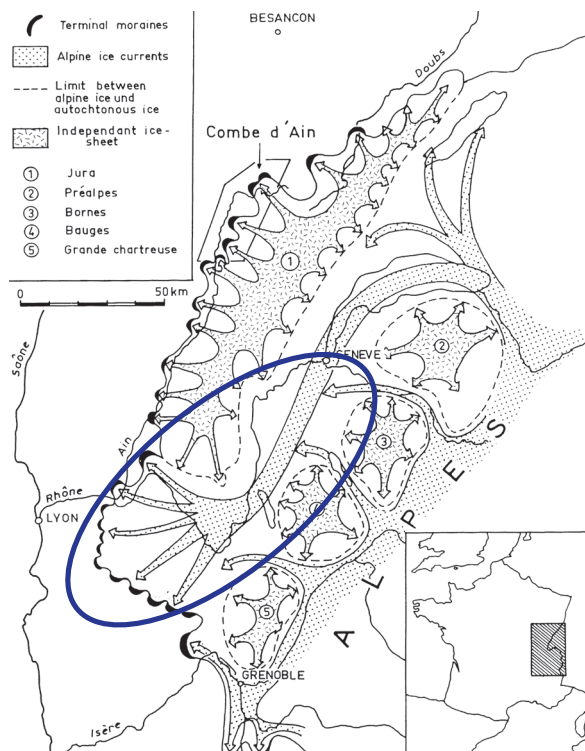 Terminal moraines
Alpine ice currents
Limit between
alpine ice und
autochtonous ice
Independant ice-
sheet
1 Jura
2 Préalpes
3 Bornes
4 Bauges
5 Grande chartreuse
0 50 km
BESANCON
Doubs
Combe d'Ain
1
2
GENEVE
3
5
Saône
Ain
Rhône
LYON
GRENOBLE
Isère
ALPES